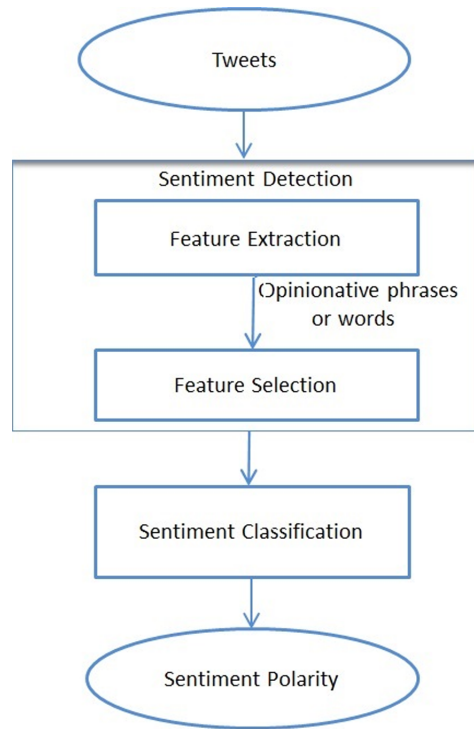 Tweets
Sentiment Detection
Feature Extraction
Opinionative phrases
or words
Feature Selection
Sentiment Classification
Sentiment Polarity